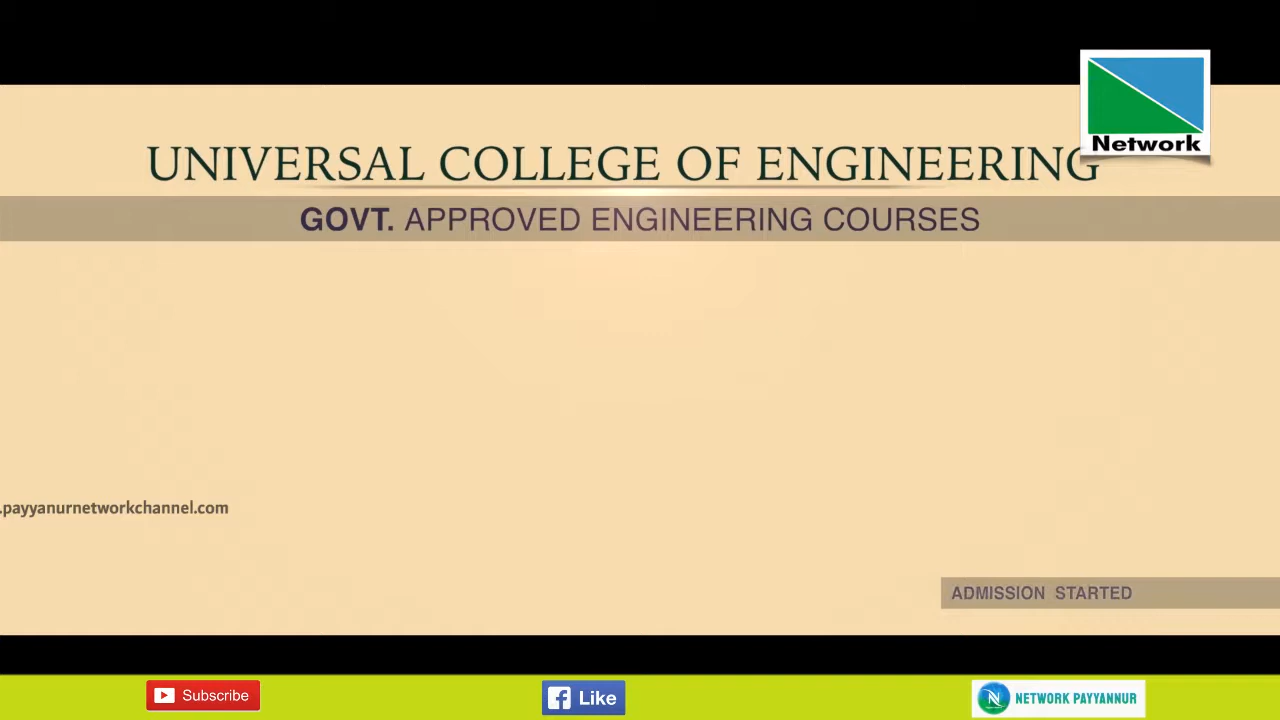 Network
UNIVERSAL COLLEGE OF ENGINEERING
GOVT. APPROVED ENGINEERING COURSES
.payyanurnetworkchannel.com
ADMISSION STARTED
Subscribe
Like
NETWORK PAYYANNUR